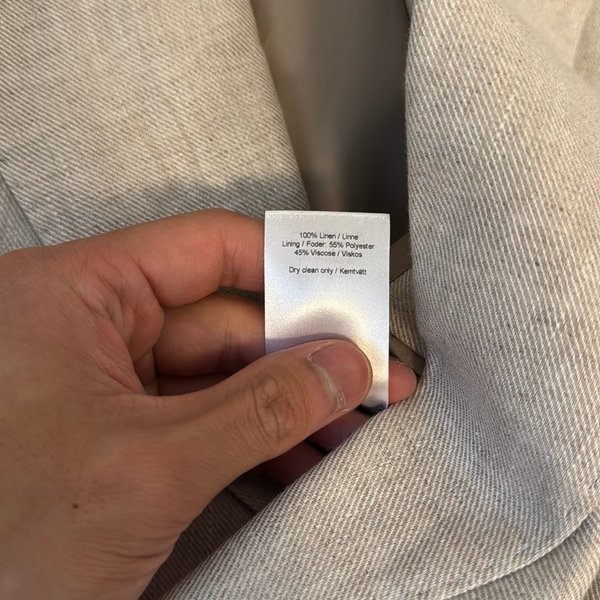 100% Linen / Linne
Lining / Foder: 55% Polyester
45% Viscose / Viskos
Dry clean only / Kemtvätt